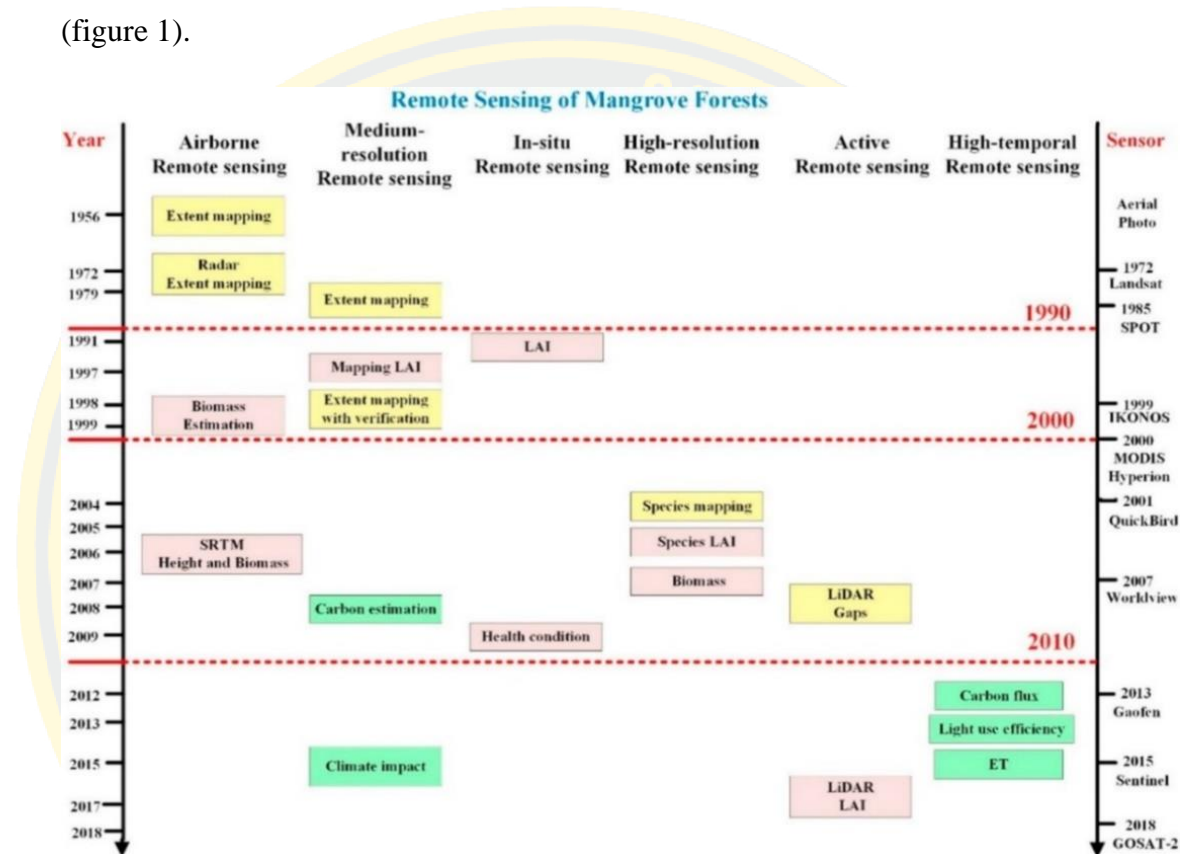 (figure 1).
Remote Sensing of Mangrove Forests
Year
Airborne
Remote sensing
Medium-
resolution
Remote sensing
In-situ
Remote sensing
High-resolution
Remote sensing
Active
Remote sensing
High-temporal
Remote sensing
Sensor
1956
Extent mapping
Aerial
Photo
1972
Radar
Extent mapping
1972
Landsat
1979
Extent mapping
1985
SPOT
1990
1991
LAI
1997
Mapping LAI
1998
1999
Biomass
Estimation
Extent mapping
with verification
1999
IKONOS
2000
2000
MODIS
Hyperion
2004
Species mapping
2001
QuickBird
2005
2006
SRTM
Height and Biomass
Species LAI
2007
Biomass
2007
Worldview
2008
Carbon estimation
LiDAR
Gaps
2009
Health condition
2010
2012
Carbon flux
2013
Gaofen
2013
Light use efficiency
2015
Climate impact
ET
2015
Sentinel
2017
LiDAR
LAI
2018
2018
GOSAT-2